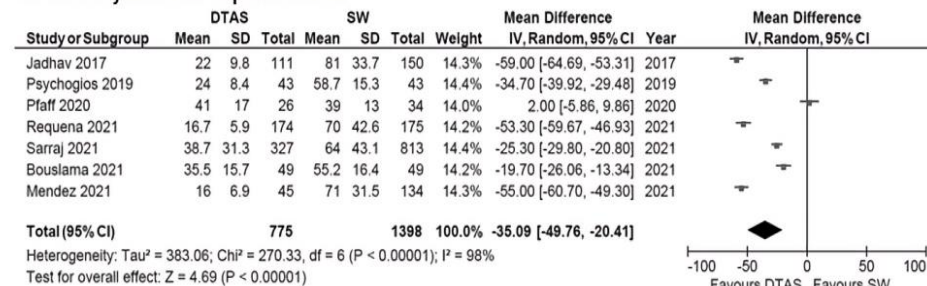 DTAS SW Mean Difference Mean Difference
Study or Subgroup Mean SD Total Mean SD Total Weight IV, Random, 95% CI Year IV, Random, 95% CI
Jadhav 2017 22 9.8 111 81 33.7 150 14.3% -59.00 [-64.69, -53.31] 2017
Psychogios 2019 24 8.4 43 58.7 15.3 43 14.3% -34.70 [-39.92, -29.48] 2019
Pfaff 2020 41 17 26 39 13 34 14.0% 2.00 [-5.86, 9.86] 2020
Requena 2021 16.7 5.9 174 70 42.6 175 14.2% -53.30 [-59.67, -46.93] 2021
Sarraj 2021 38.7 31.3 327 64 43.1 813 14.4% -25.30 [-29.80, -20.80] 2021
Bouslama 2021 35.5 15.7 49 55.2 16.4 49 14.2% -19.70 [-26.06, -13.34] 2021
Mendez 2021 16 6.9 45 71 31.5 134 14.3% -55.00 [-60.70, -49.30] 2021
Total (95% CI) 775 1398 100.0% -35.09 [-49.76, -20.41]
Heterogeneity: Tau² = 383.06; Chi² = 270.33, df = 6 (P < 0.00001); I² = 98%
Test for overall effect: Z = 4.69 (P < 0.00001)
-100 -50 0 50 100
Favours DTAS Favours SW